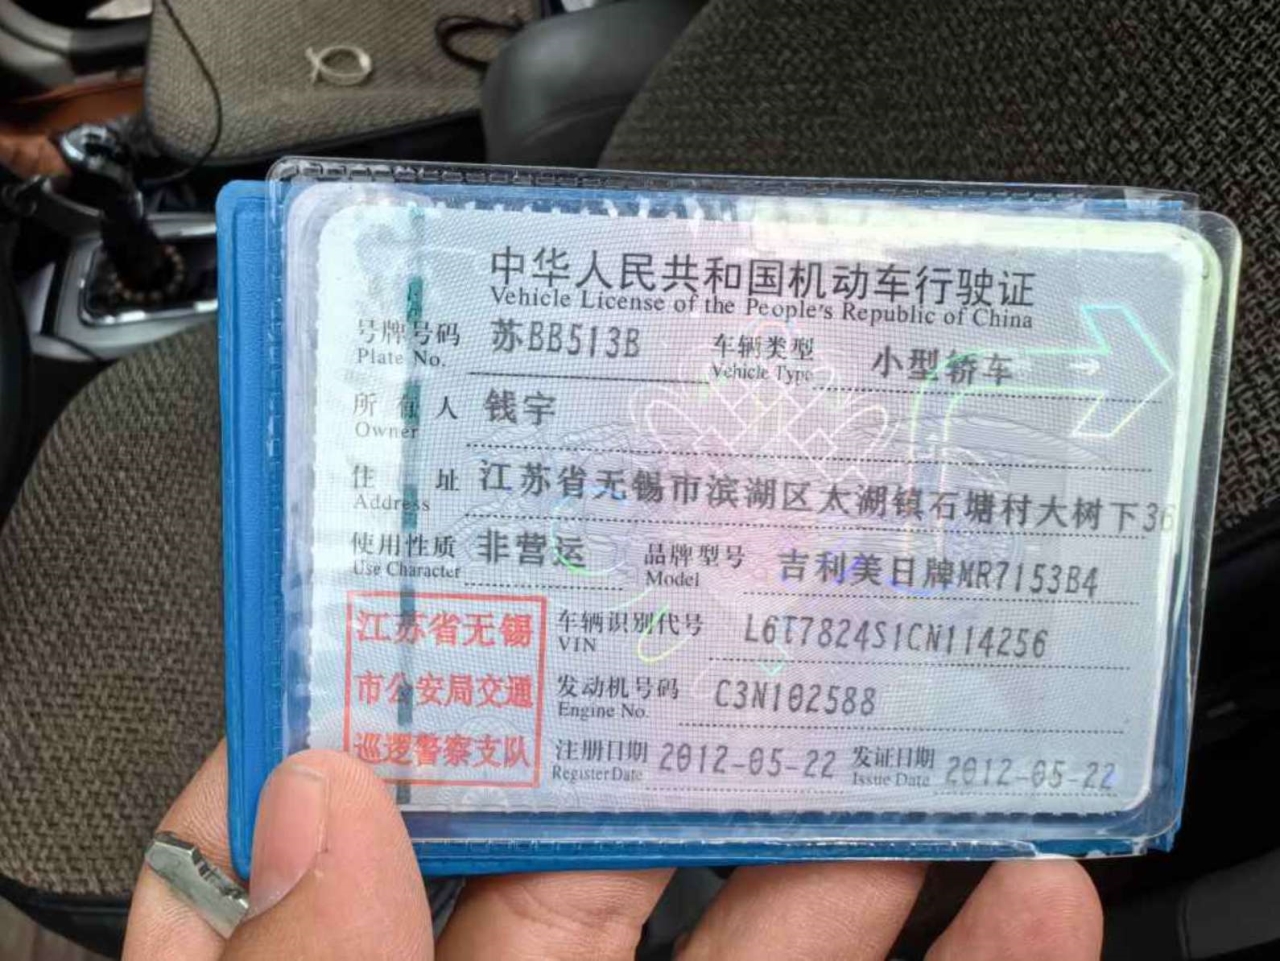 中华人民共和国机动车行驶证
Vehicle License of the People's Republic of China
号牌号码 苏BB513B 车辆类型 小型轿车
Plate No. Vehicle Type
所有人 钱宇
Owner
住址 江苏省无锡市滨湖区太湖镇石塘村大树下36
Address
使用性质 非营运 品牌型号 吉利美日牌MR7153B4
Use Character Model
江苏省无锡
市公安局交通
巡逻警察支队
车辆识别代号 L6T7824S1CN114256
VIN
发动机号码 C3N102588
Engine No.
注册日期 2012-05-22 发证日期 2012-05-22
Register Date Issue Date